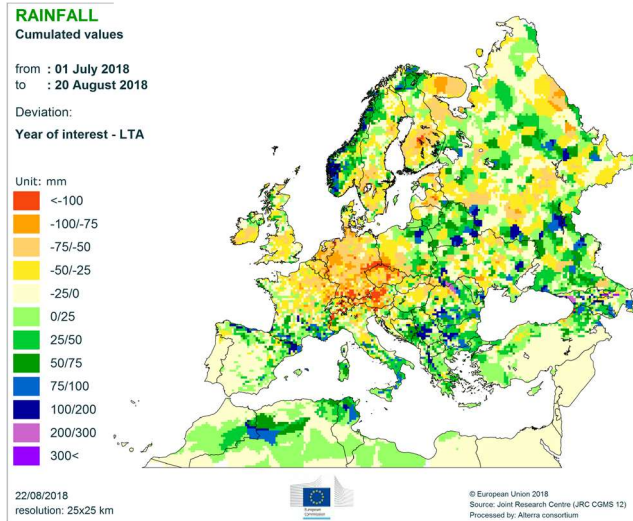 RAINFALL
Cumulated values
from : 01 July 2018
to : 20 August 2018
Deviation:
Year of interest - LTA
Unit: mm
<-100
-100/-75
-75/-50
-50/-25
-25/0
0/25
25/50
50/75
75/100
100/200
200/300
300<
22/08/2018
resolution: 25x25 km
European
Commission
© European Union 2018
Source: Joint Research Centre (JRC CGMS 12)
Processed by: Alterra consortium